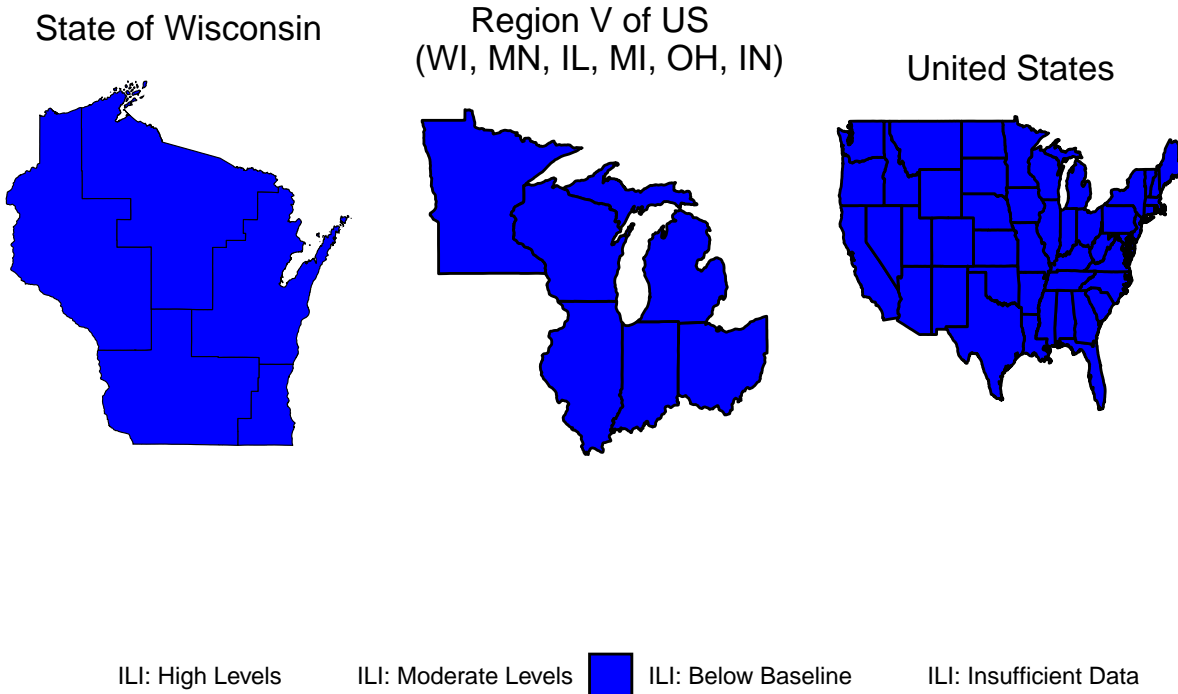 State of Wisconsin
Region V of US
(WI, MN, IL, MI, OH, IN)
United States
ILI: High Levels
ILI: Moderate Levels
ILI: Below Baseline
ILI: Insufficient Data